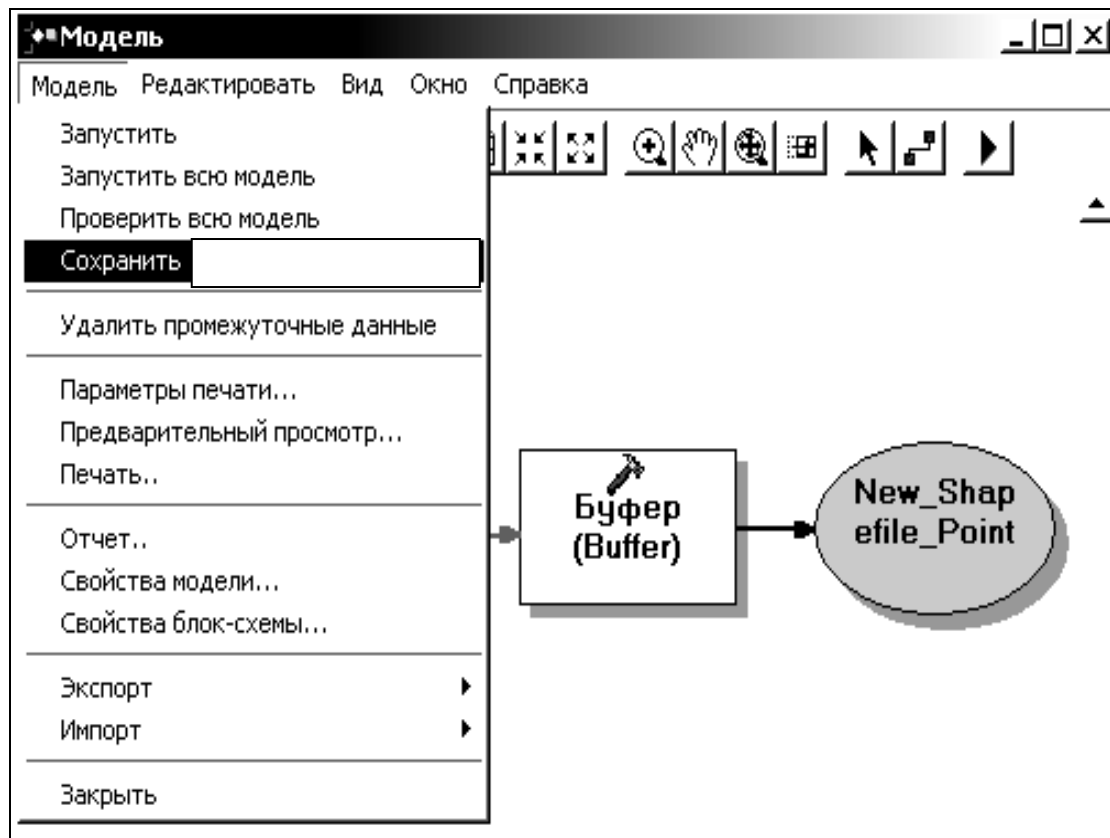 Модель
Модель Редактировать Вид Окно Справка
Запустить
Запустить всю модель
Проверить всю модель
Сохранить
Удалить промежуточные данные
Параметры печати...
Предварительный просмотр...
Печать..
Отчет..
Свойства модели...
Свойства блок-схемы...
Экспорт
Импорт
Закрыть
Буфер
(Buffer)
New_Shap
efile_Point